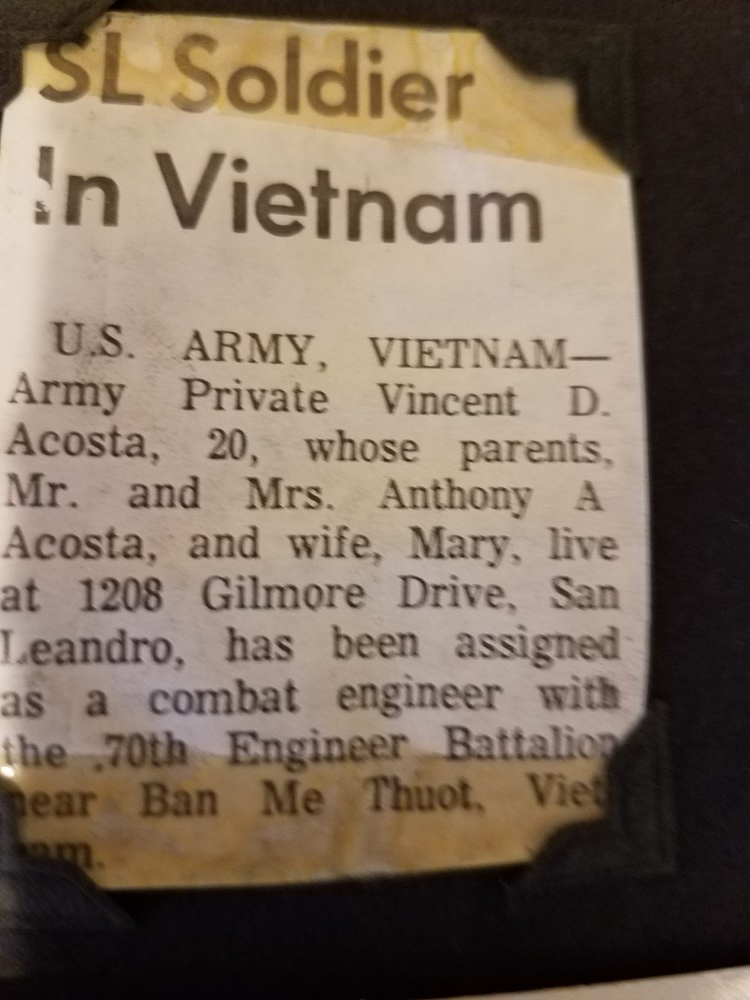 SL Soldier
In Vietnam
U.S. ARMY, VIETNAM—
Army Private Vincent D.
Acosta, 20, whose parents,
Mr. and Mrs. Anthony A
Acosta, and wife, Mary, live
at 1208 Gilmore Drive, San
Leandro, has been assigned
as a combat engineer with
the 70th Engineer Battalion
near Ban Me Thuot, Viet
nam.